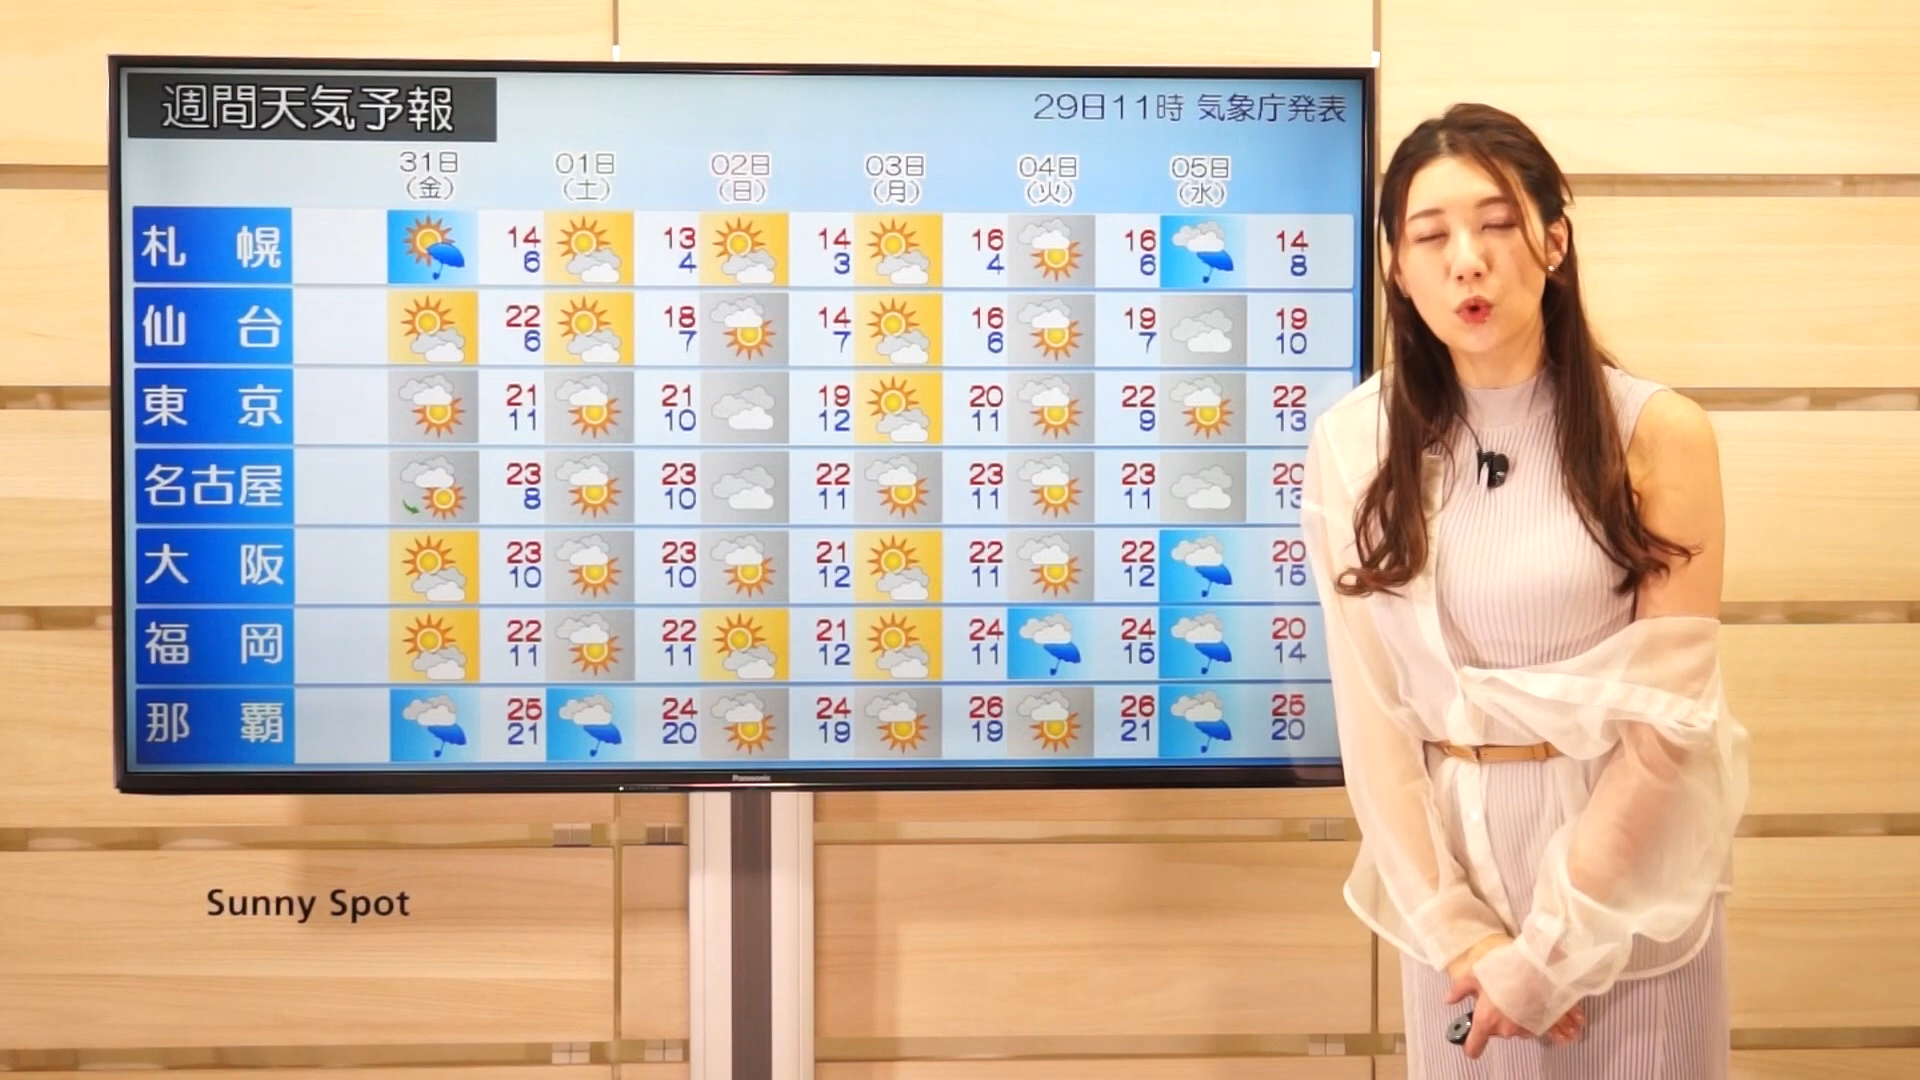 週間天気予報
29日11時 気象庁発表
31日 01日 02日 03日 04日 05日
(金) (土) (日) (月) (火) (水)
札幌 14 13 14 16 16 14
6 4 3 4 6 8
仙台 22 18 14 16 19 19
6 7 7 6 7 10
東京 21 21 19 20 22 22
11 10 12 11 9 13
名古屋 23 23 22 23 23 20
8 10 11 11 11 13
大阪 23 23 21 22 22 20
10 10 12 11 12 15
福岡 22 22 21 24 24 20
11 11 12 11 15 14
那覇 25 24 24 26 26 25
21 20 19 19 21 20
Panasonic
Sunny Spot